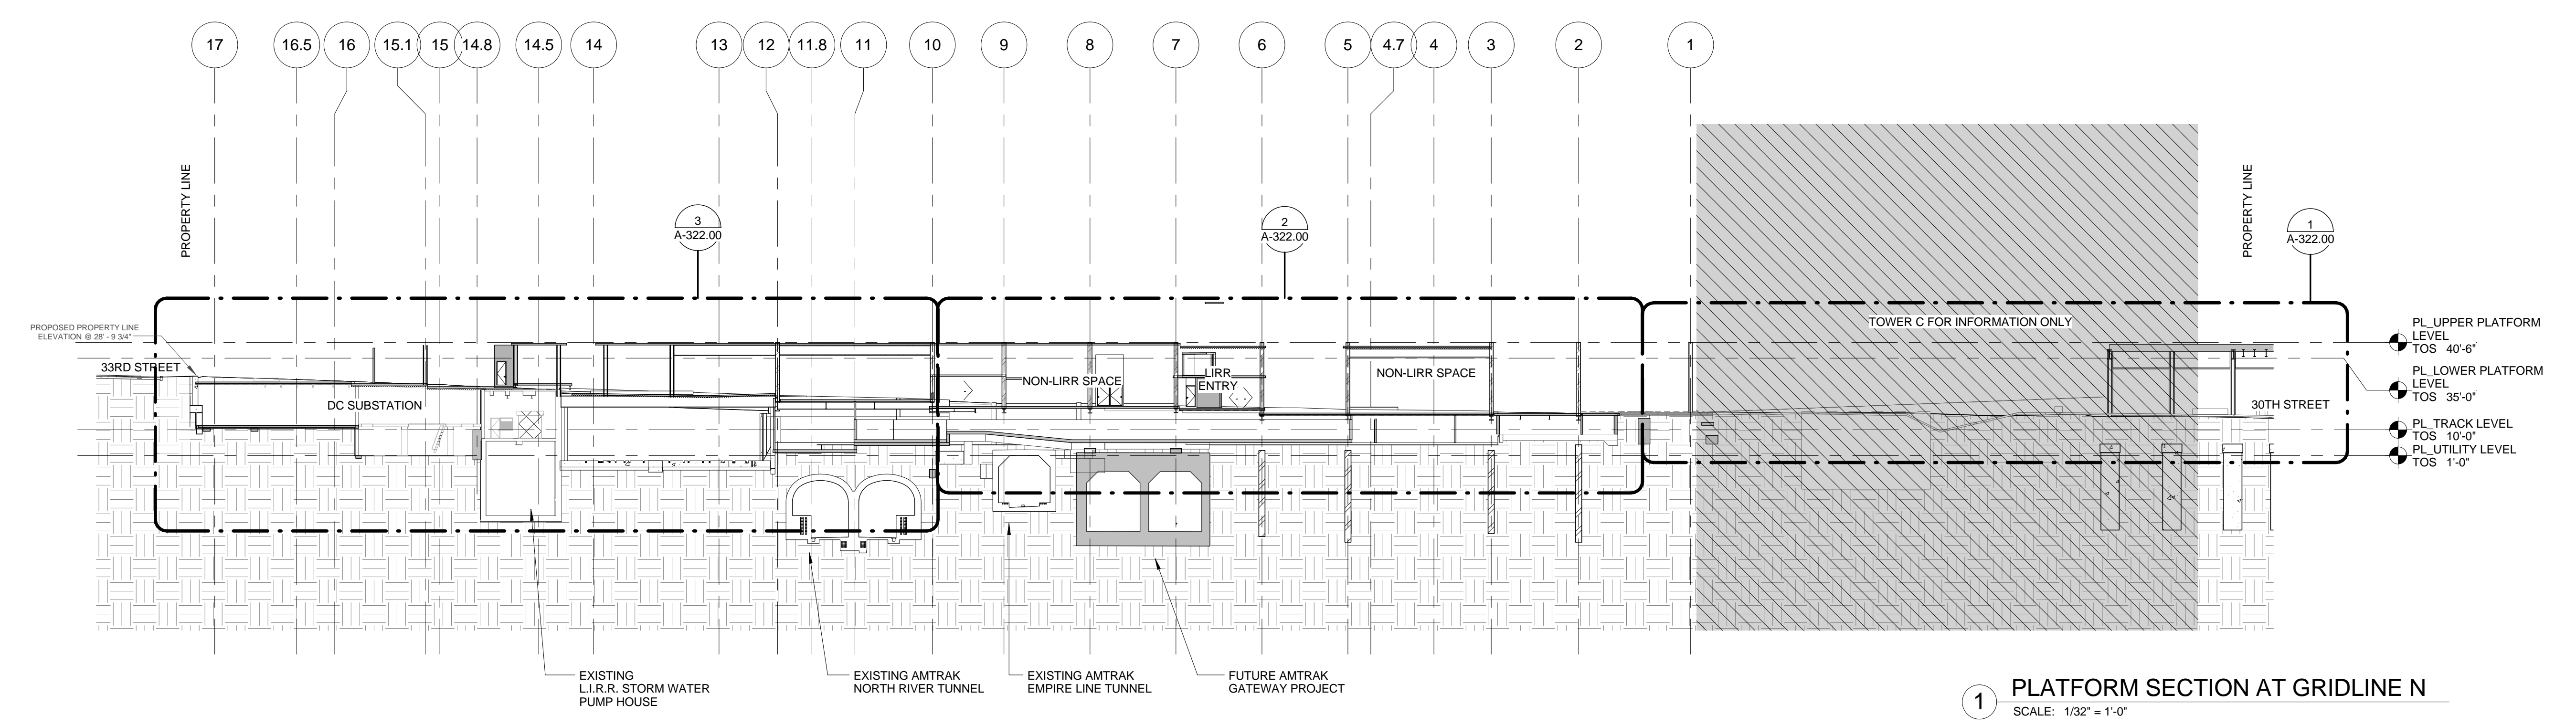 17
16.5
16
15.1
15
14.8
14.5
14
13
12
11.8
11
10
9
8
7
6
5
4.7
4
3
2
1
PROPERTY LINE
PROPERTY LINE
3
A-322.00
2
A-322.00
1
A-322.00
PROPOSED PROPERTY LINE
ELEVATION @ 28' - 9 3/4"
33RD STREET
DC SUBSTATION
NON-LIRR SPACE
LIRR
ENTRY
NON-LIRR SPACE
TOWER C FOR INFORMATION ONLY
30TH STREET
PL_UPPER PLATFORM
LEVEL
TOS 40'-6"
PL_LOWER PLATFORM
LEVEL
TOS 35'-0"
PL_TRACK LEVEL
TOS 10'-0"
PL_UTILITY LEVEL
TOS 1'-0"
EXISTING
L.I.R.R. STORM WATER
PUMP HOUSE
EXISTING AMTRAK
NORTH RIVER TUNNEL
EXISTING AMTRAK
EMPIRE LINE TUNNEL
FUTURE AMTRAK
GATEWAY PROJECT
1
PLATFORM SECTION AT GRIDLINE N
SCALE: 1/32" = 1'-0"